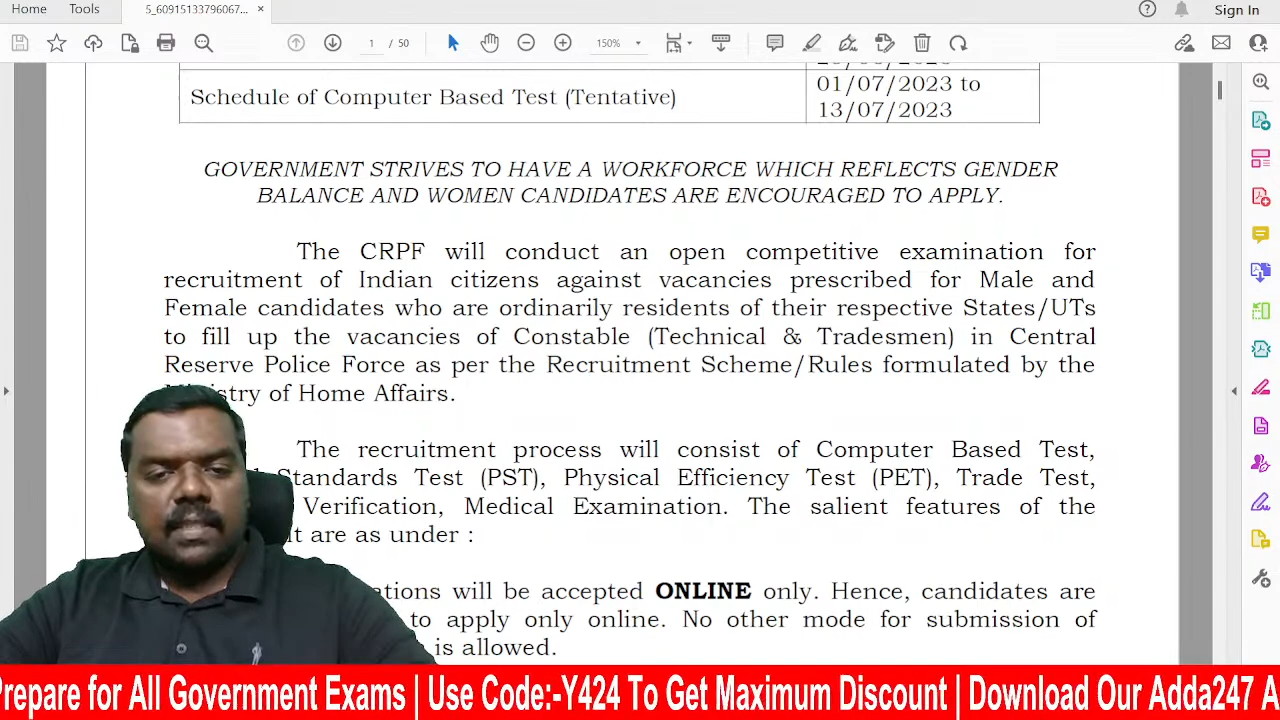 Home Tools 5_60915133796067... × Sign In
1 / 50 150%
Schedule of Computer Based Test (Tentative) 01/07/2023 to
13/07/2023
GOVERNMENT STRIVES TO HAVE A WORKFORCE WHICH REFLECTS GENDER
BALANCE AND WOMEN CANDIDATES ARE ENCOURAGED TO APPLY.
The CRPF will conduct an open competitive examination for
recruitment of Indian citizens against vacancies prescribed for Male and
Female candidates who are ordinarily residents of their respective States/UTs
to fill up the vacancies of Constable (Technical & Tradesmen) in Central
Reserve Police Force as per the Recruitment Scheme/Rules formulated by the
of Home Affairs.
The recruitment process will consist of Computer Based Test,
Standards Test (PST), Physical Efficiency Test (PET), Trade Test,
Verification, Medical Examination. The salient features of the
are as under :
will be accepted ONLINE only. Hence, candidates are
to apply only online. No other mode for submission of
is allowed.
Prepare for All Government Exams | Use Code:-Y424 To Get Maximum Discount | Download Our Adda247 A